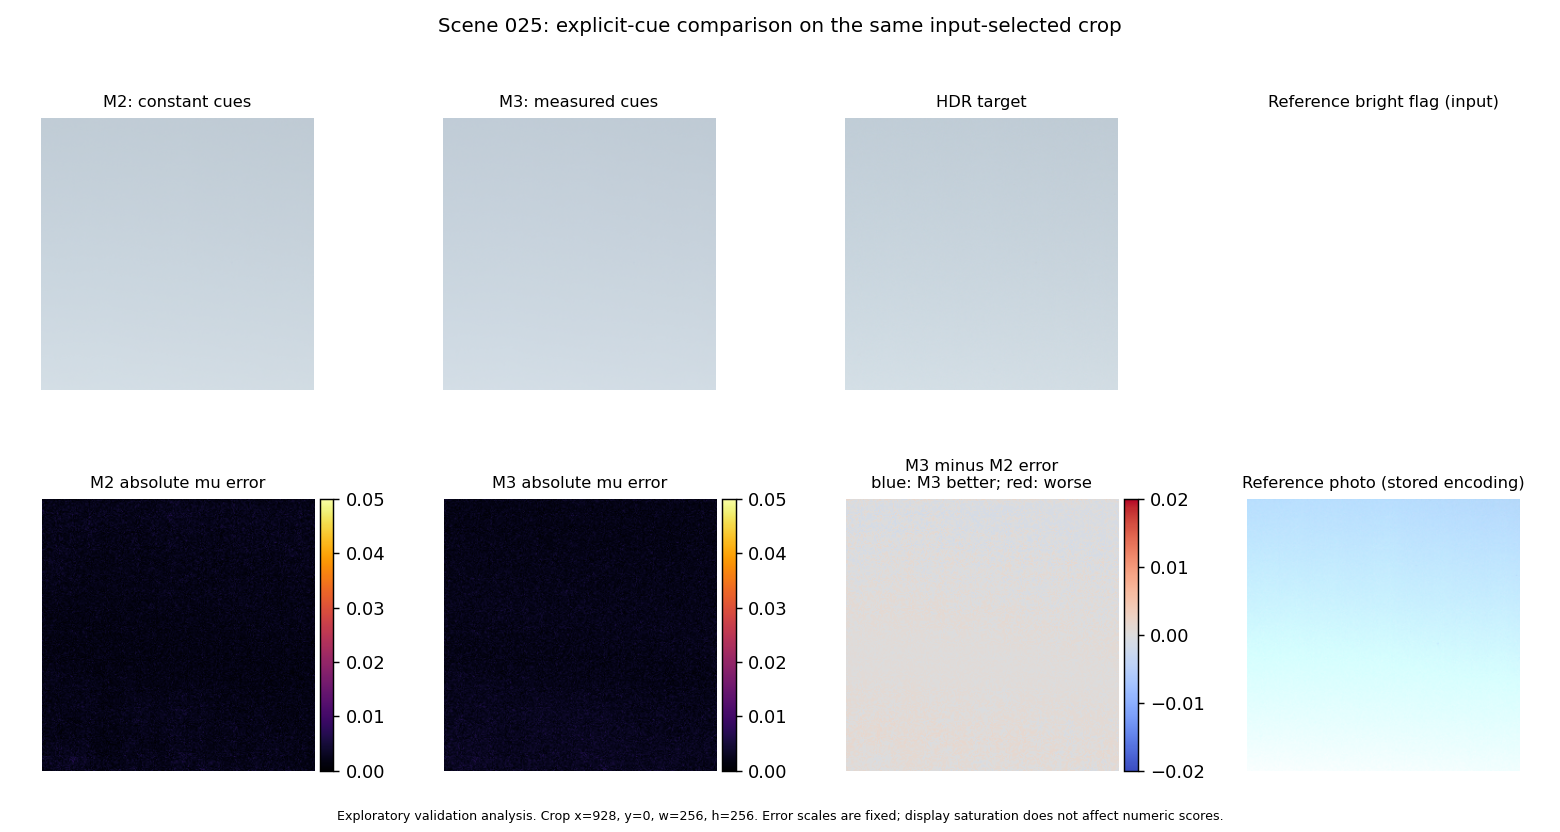 Scene 025: explicit-cue comparison on the same input-selected crop
M2: constant cues
M3: measured cues
HDR target
Reference bright flag (input)
M2 absolute mu error
0.05
0.04
0.03
0.02
0.01
0.00
M3 absolute mu error
0.05
0.04
0.03
0.02
0.01
0.00
M3 minus M2 error
blue: M3 better; red: worse
0.02
0.01
0.00
−0.01
−0.02
Reference photo (stored encoding)
Exploratory validation analysis. Crop x=928, y=0, w=256, h=256. Error scales are fixed; display saturation does not affect numeric scores.